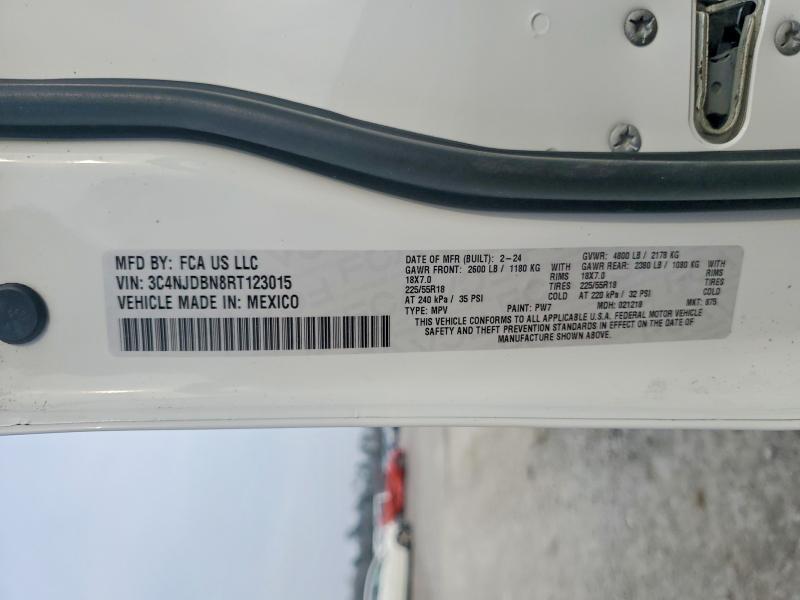 MFD BY: FCA US LLC
VIN: 3C4NJDBN8RT123015
VEHICLE MADE IN: MEXICO
DATE OF MFR (BUILT): 2-24
GAWR FRONT: 2600 LB / 1180 KG WITH
18X7.0 RIMS
225/55R18 TIRES
AT 240 kPa / 35 PSI COLD
TYPE: MPV
GVWR: 4800 LB / 2178 KG
GAWR REAR: 2380 LB / 1080 KG WITH
18X7.0 RIMS
225/55R18 TIRES
AT 220 kPa / 32 PSI COLD
PAINT: PW7 MDH: 021218 MKT: 875
THIS VEHICLE CONFORMS TO ALL APPLICABLE U.S.A. FEDERAL MOTOR VEHICLE
SAFETY AND THEFT PREVENTION STANDARDS IN EFFECT ON THE DATE OF
MANUFACTURE SHOWN ABOVE.